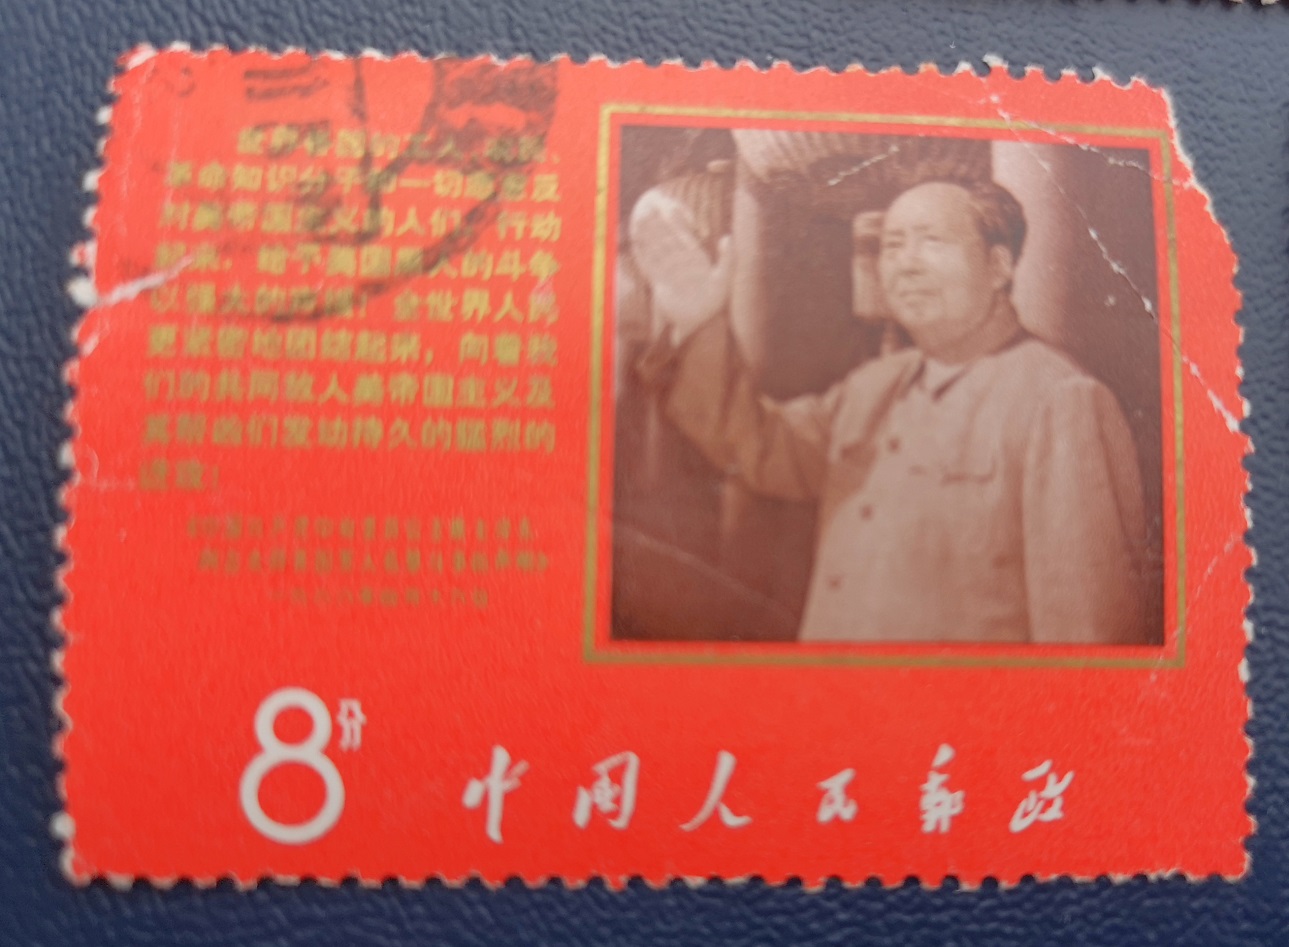 世界各国的工人、农民、
革命知识分子和一切愿意反
对美帝国主义的人们，行动
起来，给予美国黑人的斗争
以强大的声援！全世界人民
更紧密地团结起来，向着我
们的共同敌人美帝国主义及
其帮凶们发动持久的猛烈的
进攻！
8分
中国人民邮政